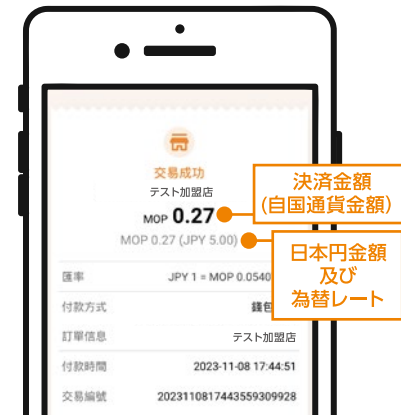 交易成功
テスト加盟店
MOP 0.27
MOP 0.27 (JPY 5.00)
決済金額
(自国通貨金額)
日本円金額
及び
為替レート
匯率 JPY 1 = MOP 0.0540
付款方式
訂單信息 テスト加盟店
付款時間 2023-11-08 17:44:51
交易編號 2023110817443559309928